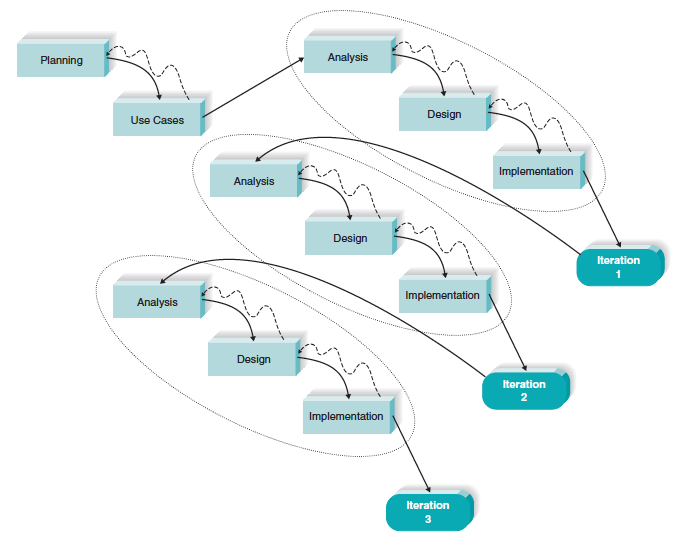 Planning
Use Cases
Analysis
Design
Implementation
Iteration
1
Analysis
Design
Implementation
Iteration
2
Analysis
Design
Implementation
Iteration
3